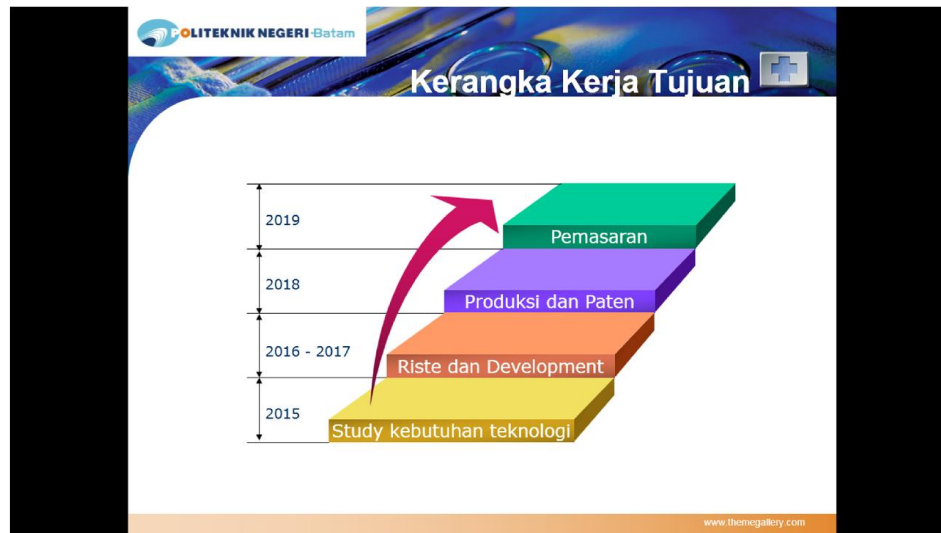 POLITEKNIK NEGERI Batam
Kerangka Kerja Tujuan
2019
Pemasaran
2018
Produksi dan Paten
2016 - 2017
Riste dan Development
2015
Study kebutuhan teknologi
www.themegallery.com